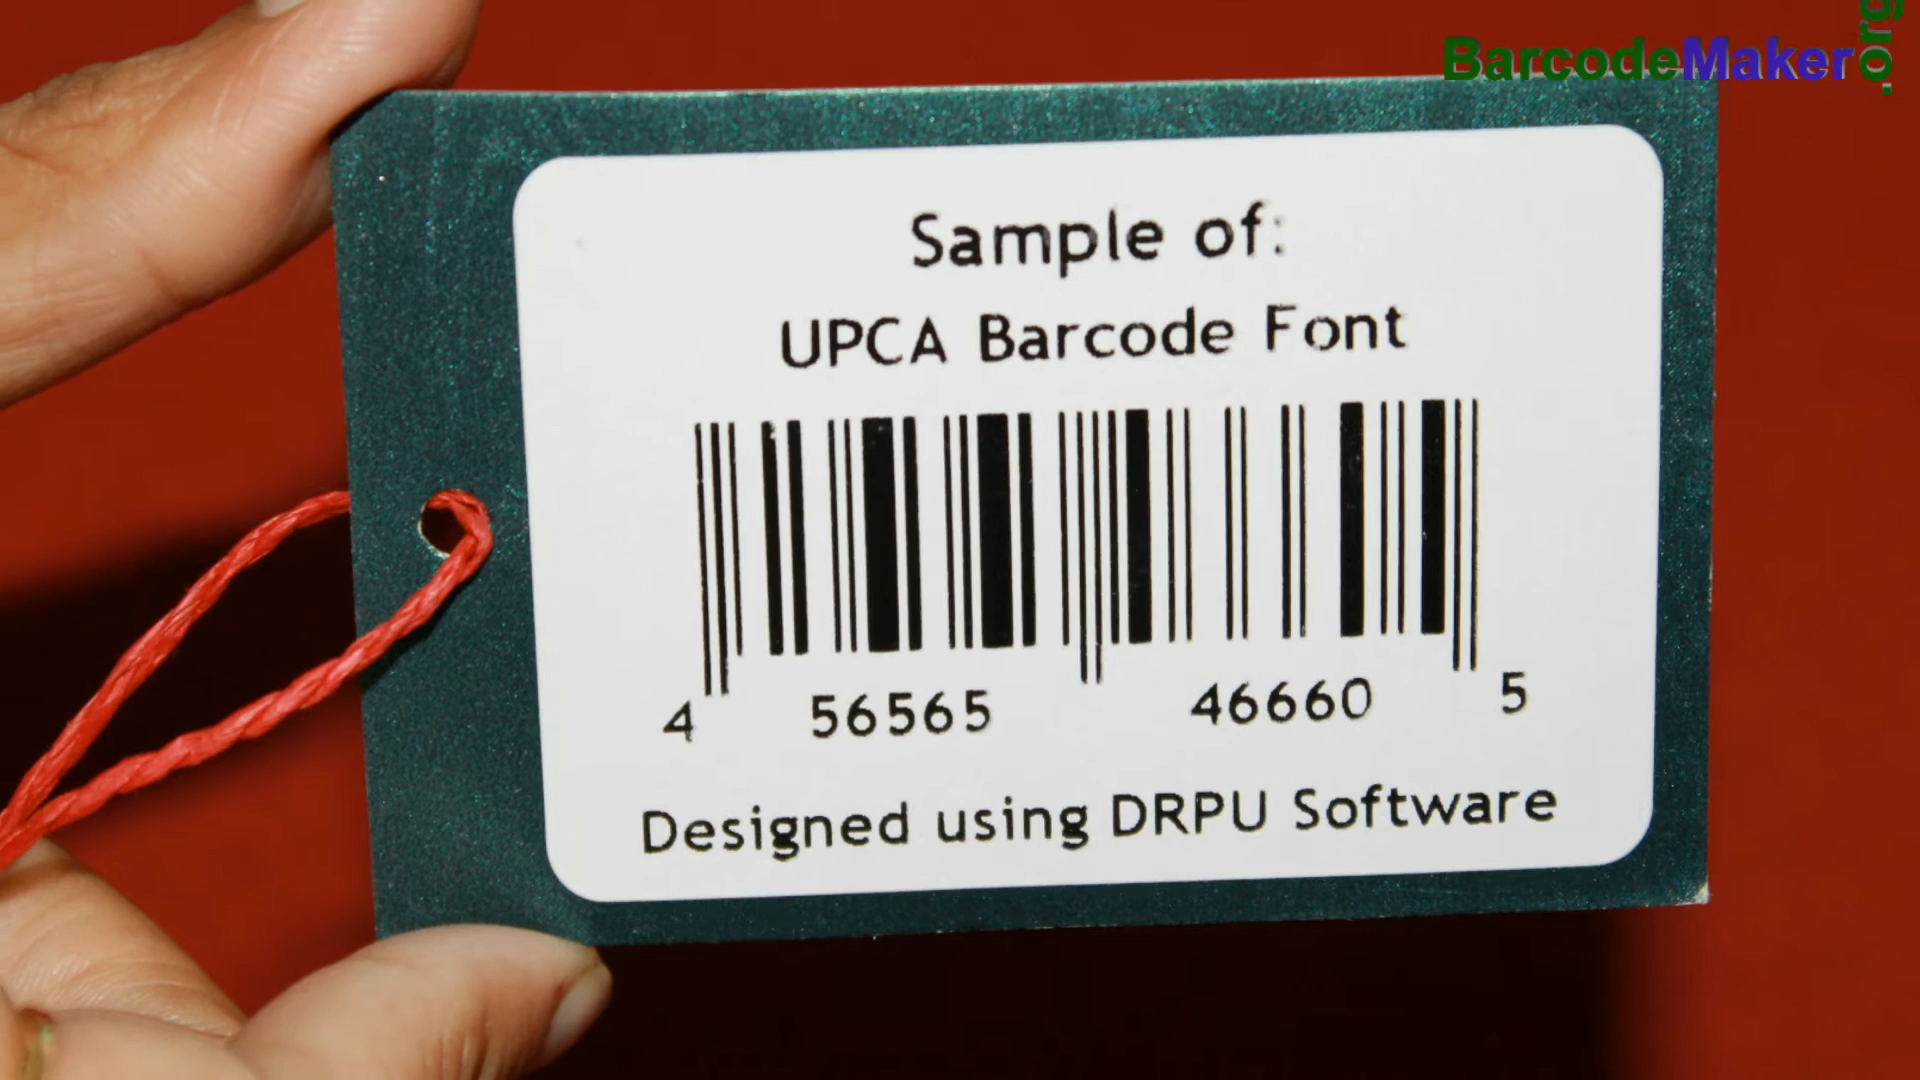 BarcodeMaker.org
Sample of:
UPCA Barcode Font
4 56565 46660 5
Designed using DRPU Software